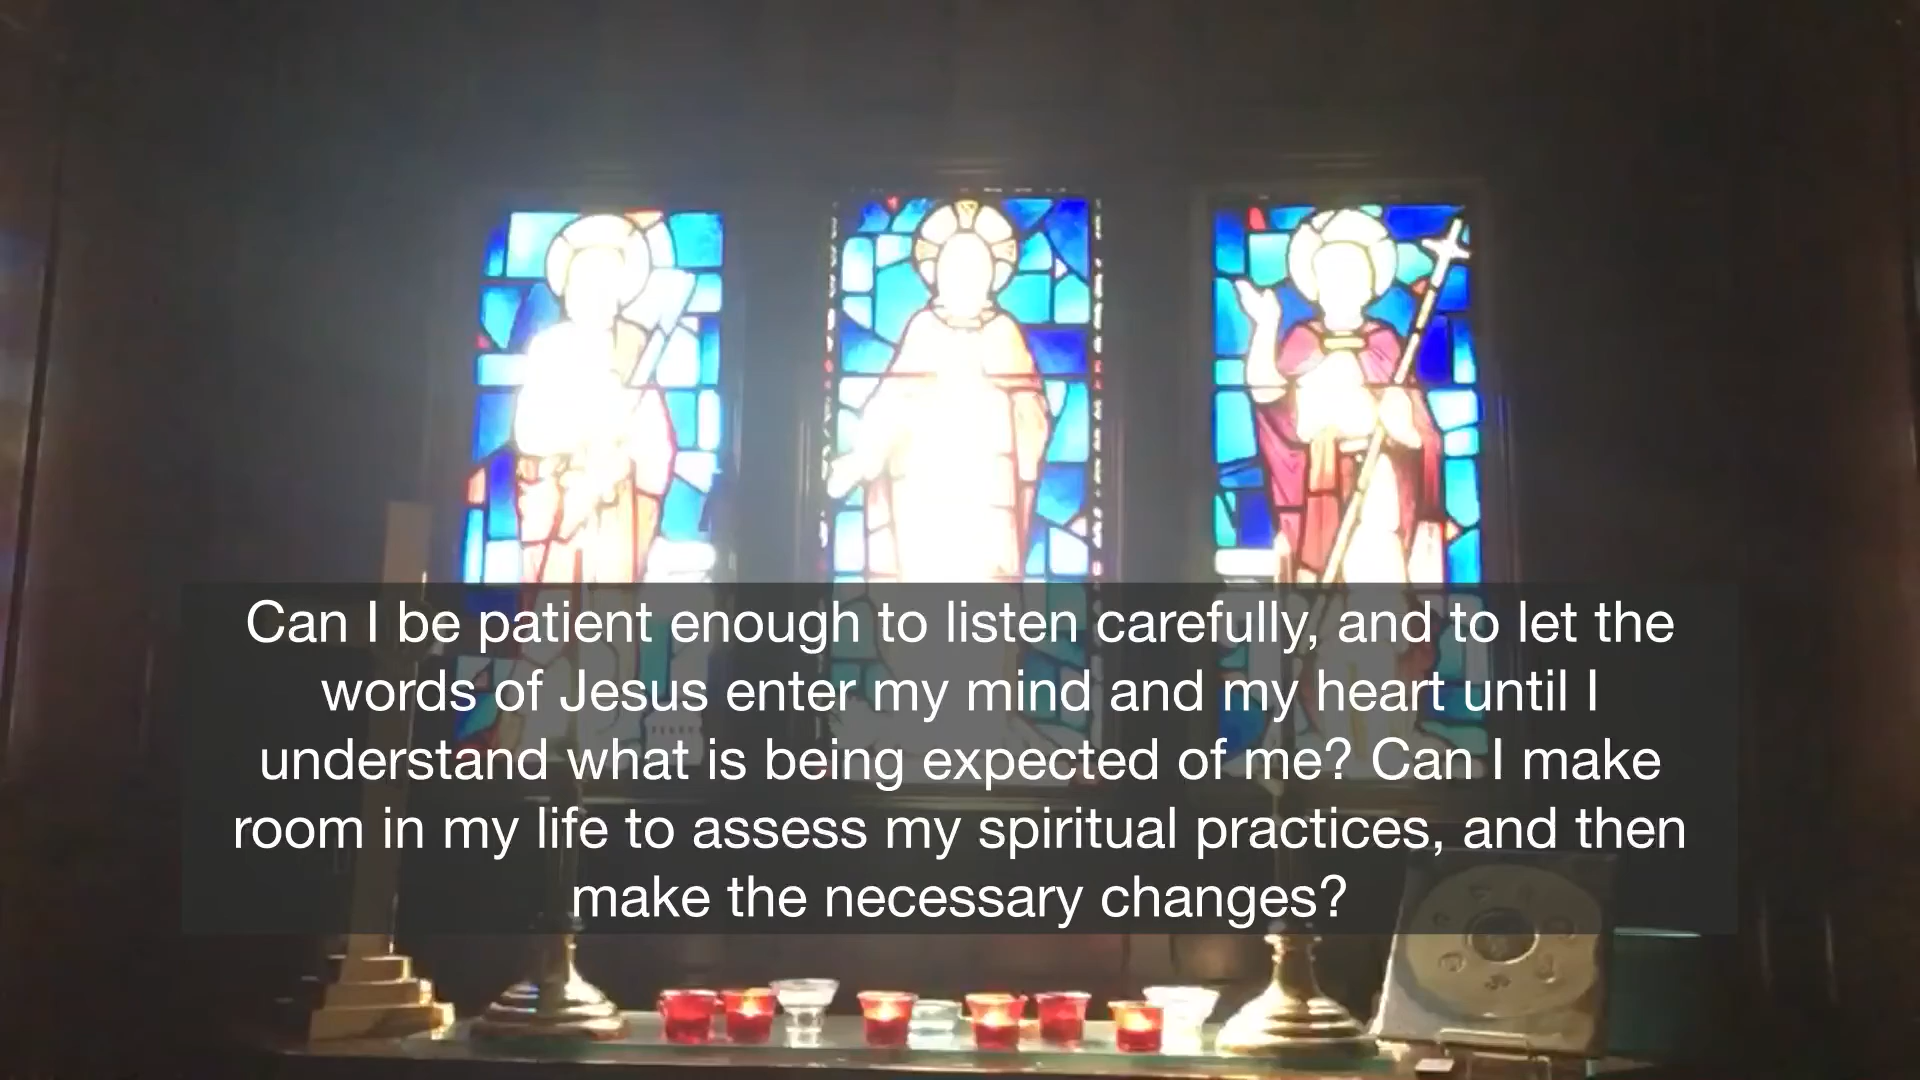 Can I be patient enough to listen carefully, and to let the
words of Jesus enter my mind and my heart until I
understand what is being expected of me? Can I make
room in my life to assess my spiritual practices, and then
make the necessary changes?